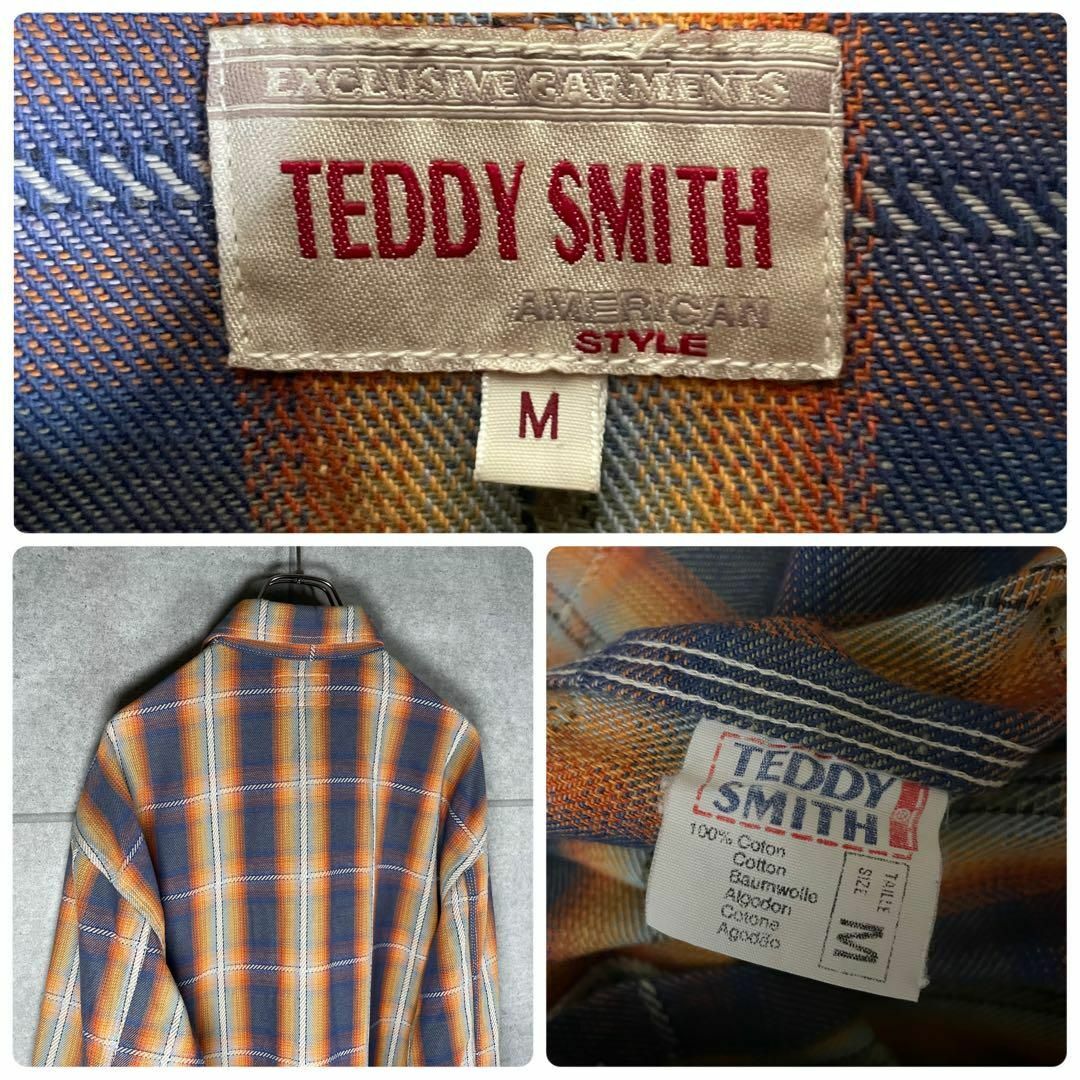 EXCLUSIVE GARMENTS
TEDDY SMITH
AMERICAN
STYLE
M
TEDDY
SMITH
100% Coton
Cotton
Baumwolle
Algodon
Cotone
Agodão
TAILLE
SIZE
M